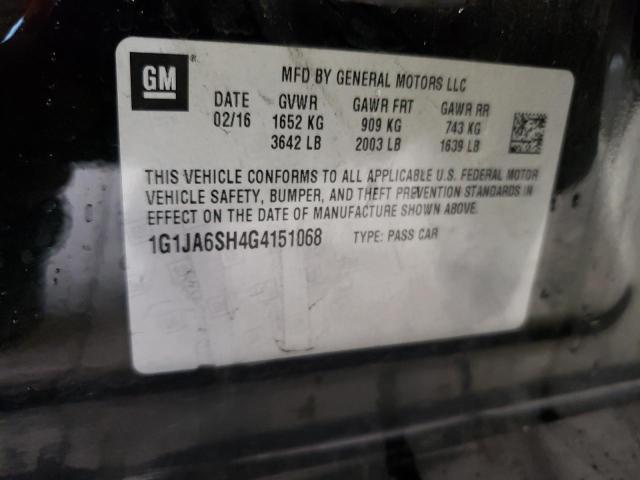 GM
MFD BY GENERAL MOTORS LLC
DATE GVWR GAWR FRT GAWR RR
02/16 1652 KG 909 KG 743 KG
3642 LB 2003 LB 1639 LB
THIS VEHICLE CONFORMS TO ALL APPLICABLE U.S. FEDERAL MOTOR
VEHICLE SAFETY, BUMPER, AND THEFT PREVENTION STANDARDS IN
EFFECT ON THE DATE OF MANUFACTURE SHOWN ABOVE.
1G1JA6SH4G4151068 TYPE: PASS CAR